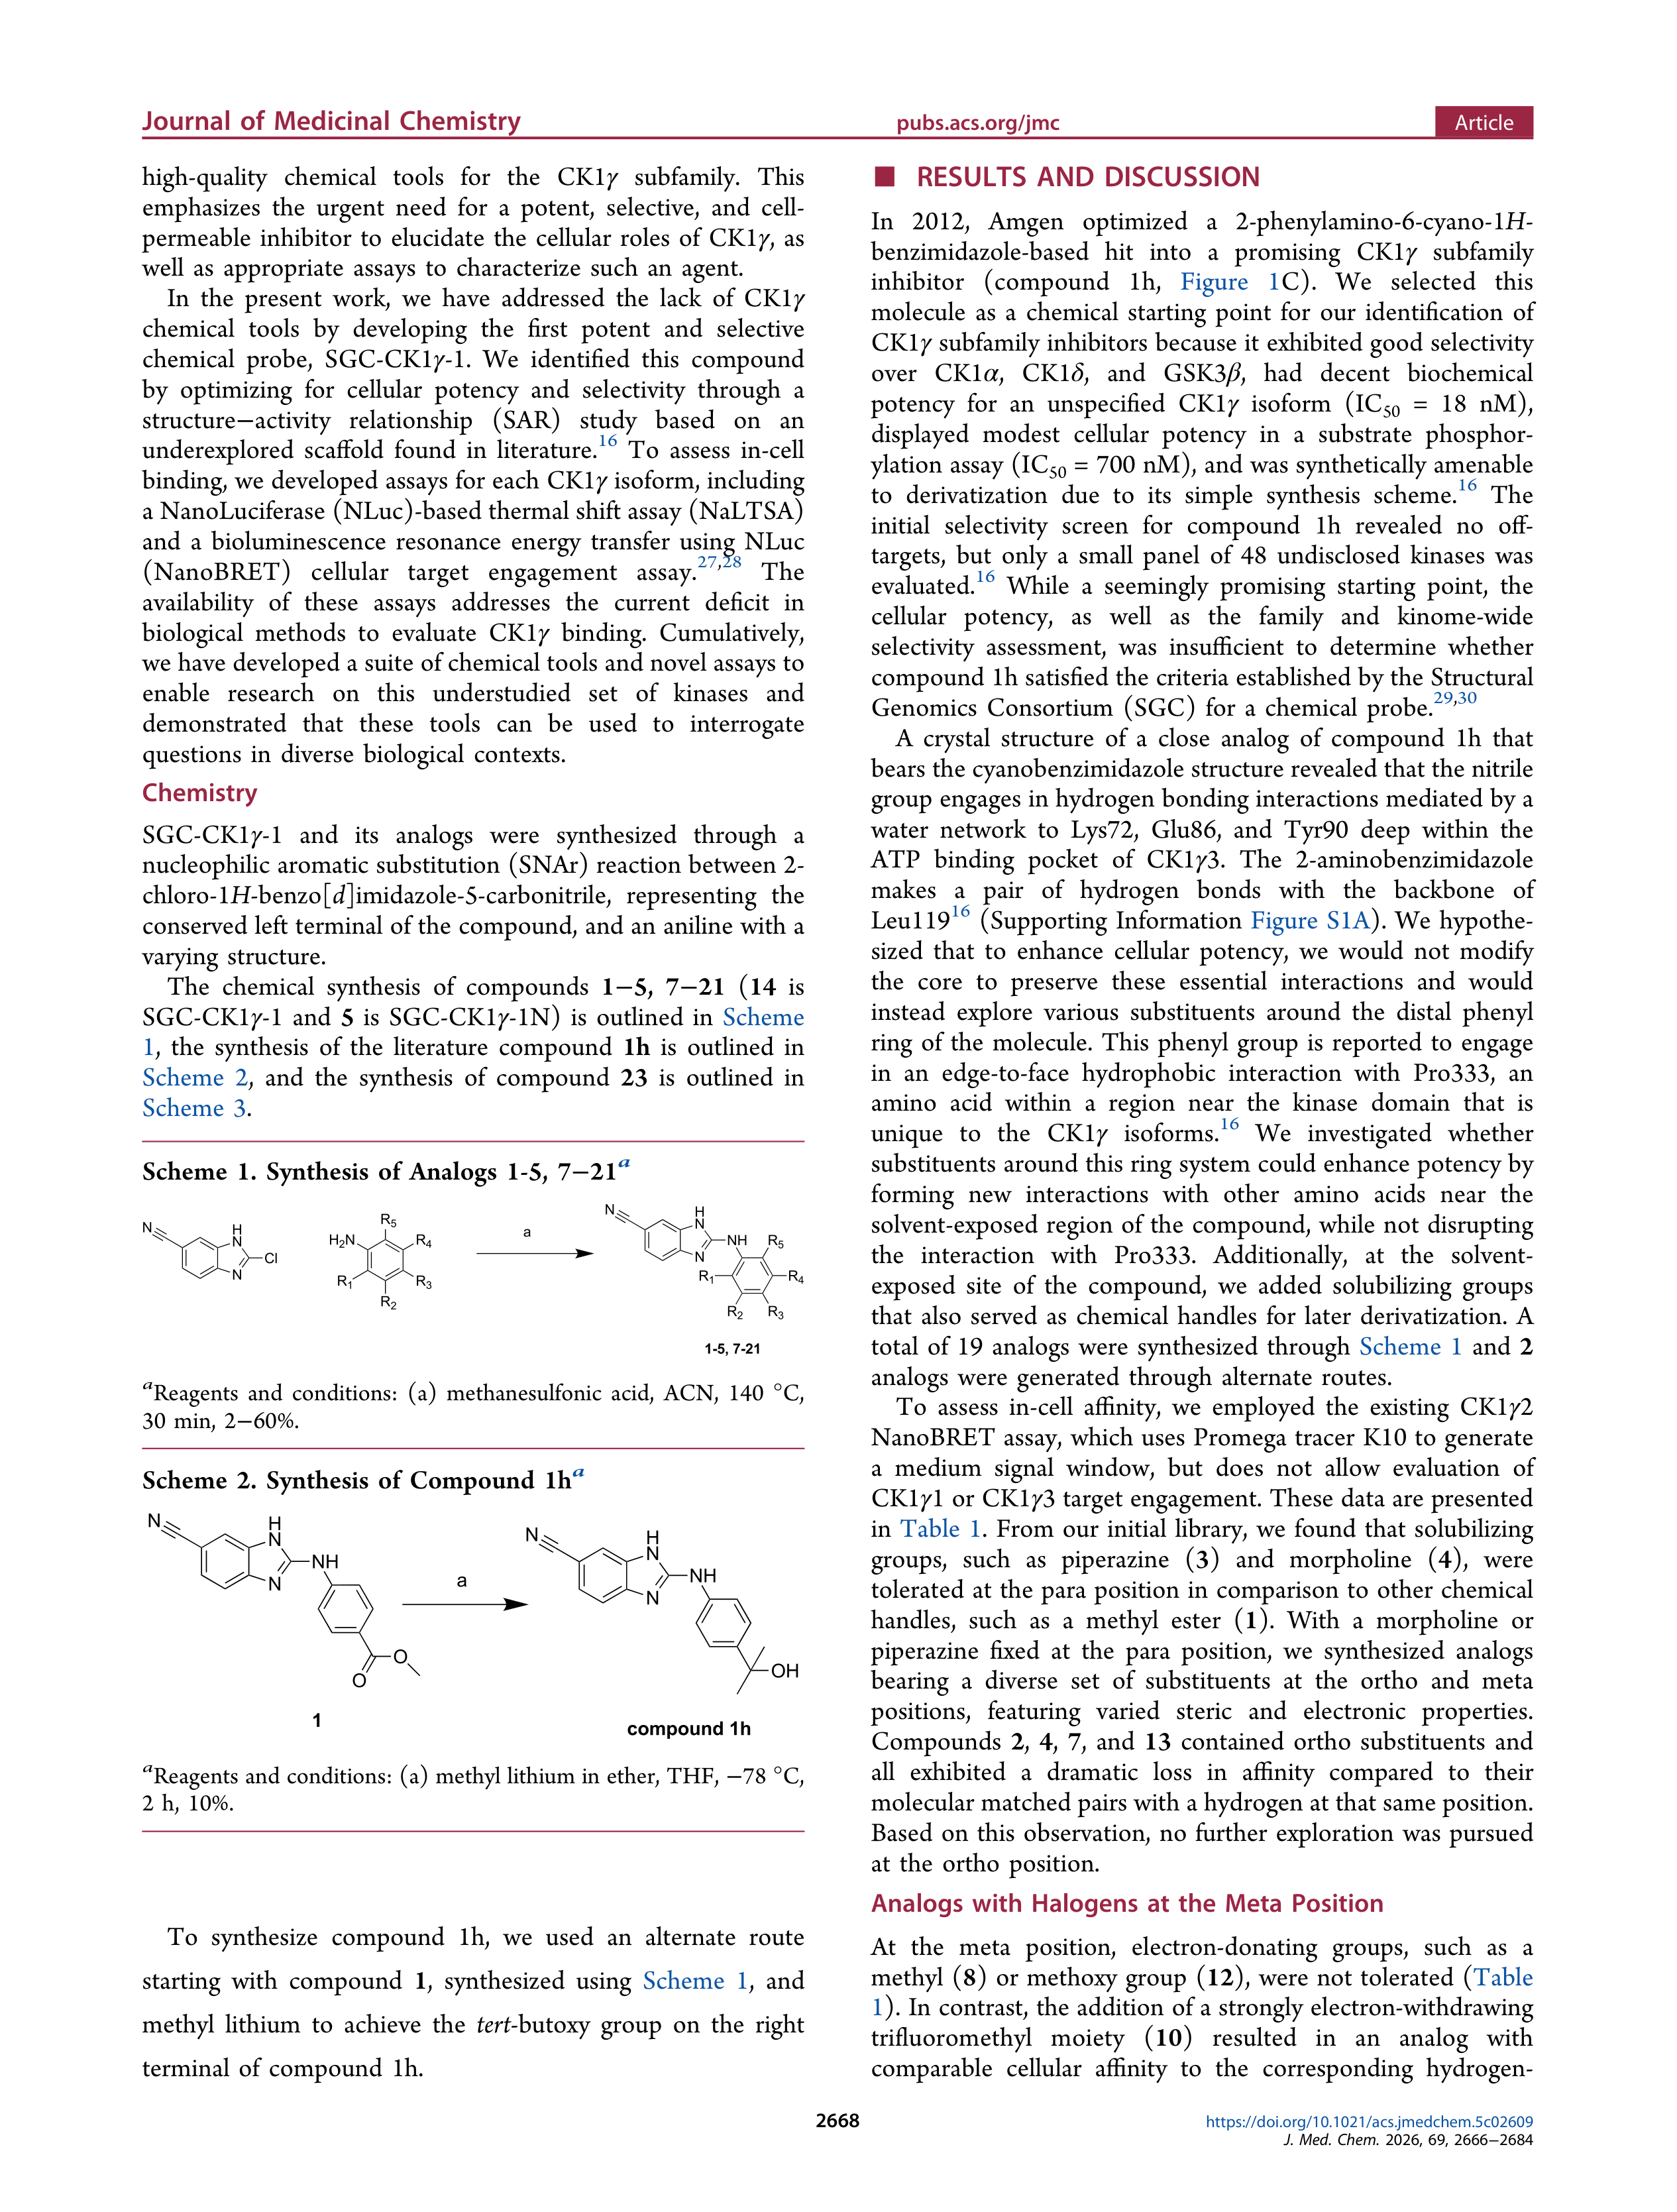 Journal of Medicinal Chemistry
pubs.acs.org/jmc
Article
high-quality chemical tools for the CK1γ subfamily. This
emphasizes the urgent need for a potent, selective, and cell-
permeable inhibitor to elucidate the cellular roles of CK1γ, as
well as appropriate assays to characterize such an agent.
In the present work, we have addressed the lack of CK1γ
chemical tools by developing the first potent and selective
chemical probe, SGC-CK1γ-1. We identified this compound
by optimizing for cellular potency and selectivity through a
structure−activity relationship (SAR) study based on an
underexplored scaffold found in literature.16 To assess in-cell
binding, we developed assays for each CK1γ isoform, including
a NanoLuciferase (NLuc)-based thermal shift assay (NaLTSA)
and a bioluminescence resonance energy transfer using NLuc
(NanoBRET) cellular target engagement assay.27,28 The
availability of these assays addresses the current deficit in
biological methods to evaluate CK1γ binding. Cumulatively,
we have developed a suite of chemical tools and novel assays to
enable research on this understudied set of kinases and
demonstrated that these tools can be used to interrogate
questions in diverse biological contexts.
Chemistry
SGC-CK1γ-1 and its analogs were synthesized through a
nucleophilic aromatic substitution (SNAr) reaction between 2-
chloro-1H-benzo[d]imidazole-5-carbonitrile, representing the
conserved left terminal of the compound, and an aniline with a
varying structure.
The chemical synthesis of compounds 1−5, 7−21 (14 is
SGC-CK1γ-1 and 5 is SGC-CK1γ-1N) is outlined in Scheme
1, the synthesis of the literature compound 1h is outlined in
Scheme 2, and the synthesis of compound 23 is outlined in
Scheme 3.
Scheme 1. Synthesis of Analogs 1-5, 7−21a
N
H
N
N
Cl
H2N
R5
R4
R3
R2
R1
a
N
H
N
N
NH
R5
R4
R3
R2
R1
1-5, 7-21
aReagents and conditions: (a) methanesulfonic acid, ACN, 140 °C,
30 min, 2−60%.
Scheme 2. Synthesis of Compound 1ha
N
H
N
N
NH
O
O
1
a
N
H
N
N
NH
OH
compound 1h
aReagents and conditions: (a) methyl lithium in ether, THF, −78 °C,
2 h, 10%.
To synthesize compound 1h, we used an alternate route
starting with compound 1, synthesized using Scheme 1, and
methyl lithium to achieve the tert-butoxy group on the right
terminal of compound 1h.
■ RESULTS AND DISCUSSION
In 2012, Amgen optimized a 2-phenylamino-6-cyano-1H-
benzimidazole-based hit into a promising CK1γ subfamily
inhibitor (compound 1h, Figure 1C). We selected this
molecule as a chemical starting point for our identification of
CK1γ subfamily inhibitors because it exhibited good selectivity
over CK1α, CK1δ, and GSK3β, had decent biochemical
potency for an unspecified CK1γ isoform (IC50 = 18 nM),
displayed modest cellular potency in a substrate phosphor-
ylation assay (IC50 = 700 nM), and was synthetically amenable
to derivatization due to its simple synthesis scheme.16 The
initial selectivity screen for compound 1h revealed no off-
targets, but only a small panel of 48 undisclosed kinases was
evaluated.16 While a seemingly promising starting point, the
cellular potency, as well as the family and kinome-wide
selectivity assessment, was insufficient to determine whether
compound 1h satisfied the criteria established by the Structural
Genomics Consortium (SGC) for a chemical probe.29,30
A crystal structure of a close analog of compound 1h that
bears the cyanobenzimidazole structure revealed that the nitrile
group engages in hydrogen bonding interactions mediated by a
water network to Lys72, Glu86, and Tyr90 deep within the
ATP binding pocket of CK1γ3. The 2-aminobenzimidazole
makes a pair of hydrogen bonds with the backbone of
Leu11916 (Supporting Information Figure S1A). We hypothe-
sized that to enhance cellular potency, we would not modify
the core to preserve these essential interactions and would
instead explore various substituents around the distal phenyl
ring of the molecule. This phenyl group is reported to engage
in an edge-to-face hydrophobic interaction with Pro333, an
amino acid within a region near the kinase domain that is
unique to the CK1γ isoforms.16 We investigated whether
substituents around this ring system could enhance potency by
forming new interactions with other amino acids near the
solvent-exposed region of the compound, while not disrupting
the interaction with Pro333. Additionally, at the solvent-
exposed site of the compound, we added solubilizing groups
that also served as chemical handles for later derivatization. A
total of 19 analogs were synthesized through Scheme 1 and 2
analogs were generated through alternate routes.
To assess in-cell affinity, we employed the existing CK1γ2
NanoBRET assay, which uses Promega tracer K10 to generate
a medium signal window, but does not allow evaluation of
CK1γ1 or CK1γ3 target engagement. These data are presented
in Table 1. From our initial library, we found that solubilizing
groups, such as piperazine (3) and morpholine (4), were
tolerated at the para position in comparison to other chemical
handles, such as a methyl ester (1). With a morpholine or
piperazine fixed at the para position, we synthesized analogs
bearing a diverse set of substituents at the ortho and meta
positions, featuring varied steric and electronic properties.
Compounds 2, 4, 7, and 13 contained ortho substituents and
all exhibited a dramatic loss in affinity compared to their
molecular matched pairs with a hydrogen at that same position.
Based on this observation, no further exploration was pursued
at the ortho position.
Analogs with Halogens at the Meta Position
At the meta position, electron-donating groups, such as a
methyl (8) or methoxy group (12), were not tolerated (Table
1). In contrast, the addition of a strongly electron-withdrawing
trifluoromethyl moiety (10) resulted in an analog with
comparable cellular affinity to the corresponding hydrogen-
2668
https://doi.org/10.1021/acs.jmedchem.5c02609
J. Med. Chem. 2026, 69, 2666−2684